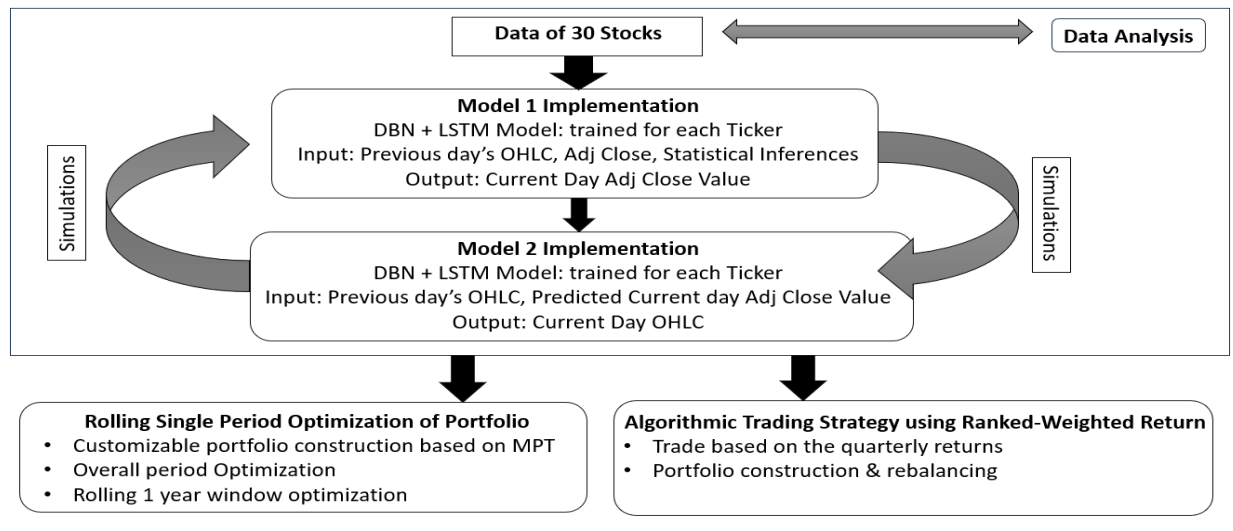 Data of 30 Stocks
Data Analysis
Model 1 Implementation
DBN + LSTM Model: trained for each Ticker
Input: Previous day's OHLC, Adj Close, Statistical Inferences
Output: Current Day Adj Close Value
Simulations
Simulations
Model 2 Implementation
DBN + LSTM Model: trained for each Ticker
Input: Previous day's OHLC, Predicted Current day Adj Close Value
Output: Current Day OHLC
Rolling Single Period Optimization of Portfolio
• Customizable portfolio construction based on MPT
• Overall period Optimization
• Rolling 1 year window optimization
Algorithmic Trading Strategy using Ranked-Weighted Return
• Trade based on the quarterly returns
• Portfolio construction & rebalancing